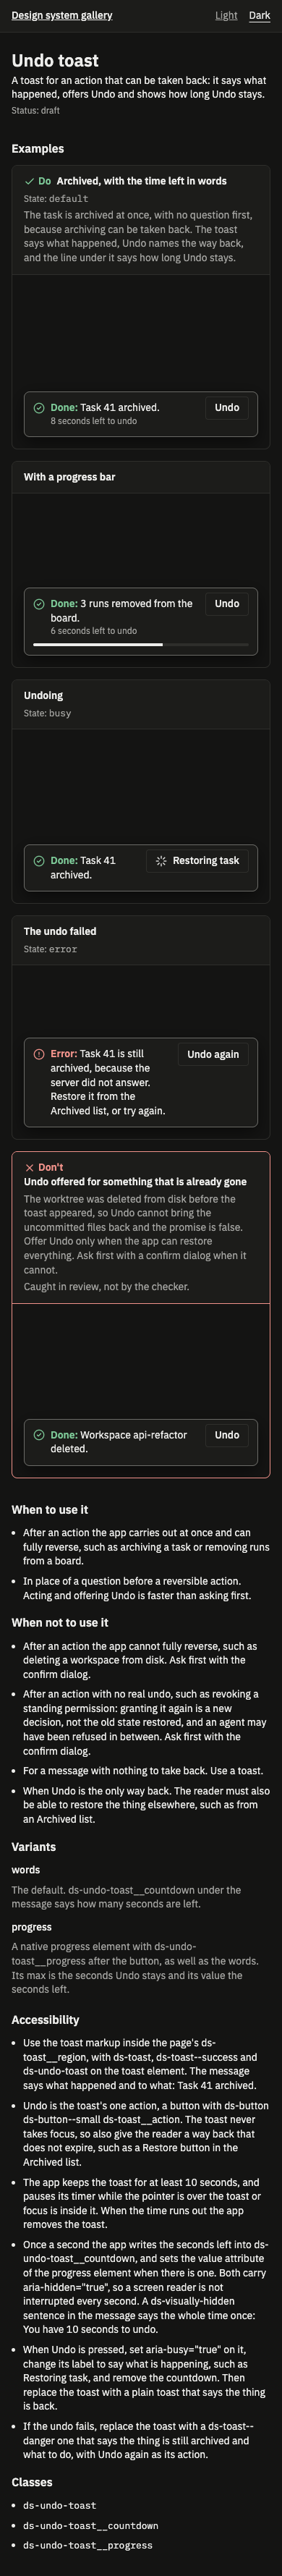 Design system gallery
Light
Dark
Undo toast
A toast for an action that can be taken back: it says what
happened, offers Undo and shows how long Undo stays.
Status: draft
Examples
Do Archived, with the time left in words
State: default
The task is archived at once, with no question first,
because archiving can be taken back. The toast
says what happened, Undo names the way back,
and the line under it says how long Undo stays.
Done: Task 41 archived.
Undo
8 seconds left to undo
With a progress bar
Done: 3 runs removed from the
board.
Undo
6 seconds left to undo
Undoing
State: busy
Done: Task 41
archived.
Restoring task
The undo failed
State: error
Error: Task 41 is still
archived, because the
server did not answer.
Restore it from the
Archived list, or try again.
Undo again
Don't
Undo offered for something that is already gone
The worktree was deleted from disk before the
toast appeared, so Undo cannot bring the
uncommitted files back and the promise is false.
Offer Undo only when the app can restore
everything. Ask first with a confirm dialog when it
cannot.
Caught in review, not by the checker.
Done: Workspace api-refactor
deleted.
Undo
When to use it
• After an action the app carries out at once and can
fully reverse, such as archiving a task or removing runs
from a board.
• In place of a question before a reversible action.
Acting and offering Undo is faster than asking first.
When not to use it
• After an action the app cannot fully reverse, such as
deleting a workspace from disk. Ask first with the
confirm dialog.
• After an action with no real undo, such as revoking a
standing permission: granting it again is a new
decision, not the old state restored, and an agent may
have been refused in between. Ask first with the
confirm dialog.
• For a message with nothing to take back. Use a toast.
• When Undo is the only way back. The reader must also
be able to restore the thing elsewhere, such as from
an Archived list.
Variants
words
The default. ds-undo-toast__countdown under the
message says how many seconds are left.
progress
A native progress element with ds-undo-
toast__progress after the button, as well as the words.
Its max is the seconds Undo stays and its value the
seconds left.
Accessibility
• Use the toast markup inside the page's ds-
toast__region, with ds-toast, ds-toast--success and
ds-undo-toast on the toast element. The message
says what happened and to what: Task 41 archived.
• Undo is the toast's one action, a button with ds-button
ds-button--small ds-toast__action. The toast never
takes focus, so also give the reader a way back that
does not expire, such as a Restore button in the
Archived list.
• The app keeps the toast for at least 10 seconds, and
pauses its timer while the pointer is over the toast or
focus is inside it. When the time runs out the app
removes the toast.
• Once a second the app writes the seconds left into ds-
undo-toast__countdown, and sets the value attribute
of the progress element when there is one. Both carry
aria-hidden="true", so a screen reader is not
interrupted every second. A ds-visually-hidden
sentence in the message says the whole time once:
You have 10 seconds to undo.
• When Undo is pressed, set aria-busy="true" on it,
change its label to say what is happening, such as
Restoring task, and remove the countdown. Then
replace the toast with a plain toast that says the thing
is back.
• If the undo fails, replace the toast with a ds-toast--
danger one that says the thing is still archived and
what to do, with Undo again as its action.
Classes
• ds-undo-toast
• ds-undo-toast__countdown
• ds-undo-toast__progress